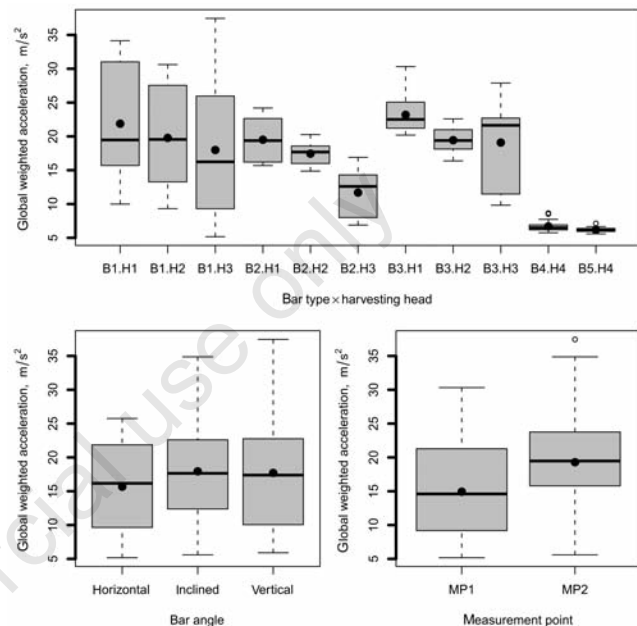 Global weighted acceleration, m/s²
35
30
25
20
15
10
5
B1.H1 B1.H2 B1.H3 B2.H1 B2.H2 B2.H3 B3.H1 B3.H2 B3.H3 B4.H4 B5.H4
Bar type × harvesting head
Global weighted acceleration, m/s²
35
25
20
15
10
5
Horizontal Inclined Vertical
Bar angle
Global weighted acceleration, m/s²
35
25
20
15
10
5
MP1 MP2
Measurement point
rcial use only